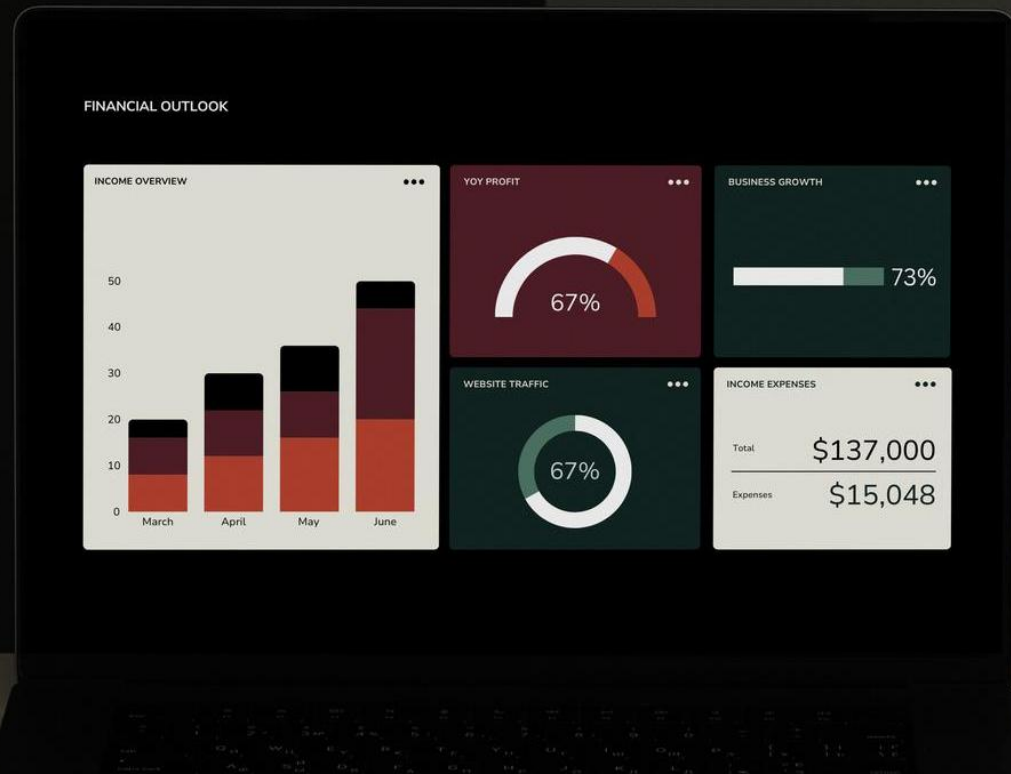 FINANCIAL OUTLOOK
INCOME OVERVIEW
50
40
30
20
10
0
March April May June
YOY PROFIT
67%
BUSINESS GROWTH
73%
WEBSITE TRAFFIC
67%
INCOME EXPENSES
Total $137,000
Expenses $15,048